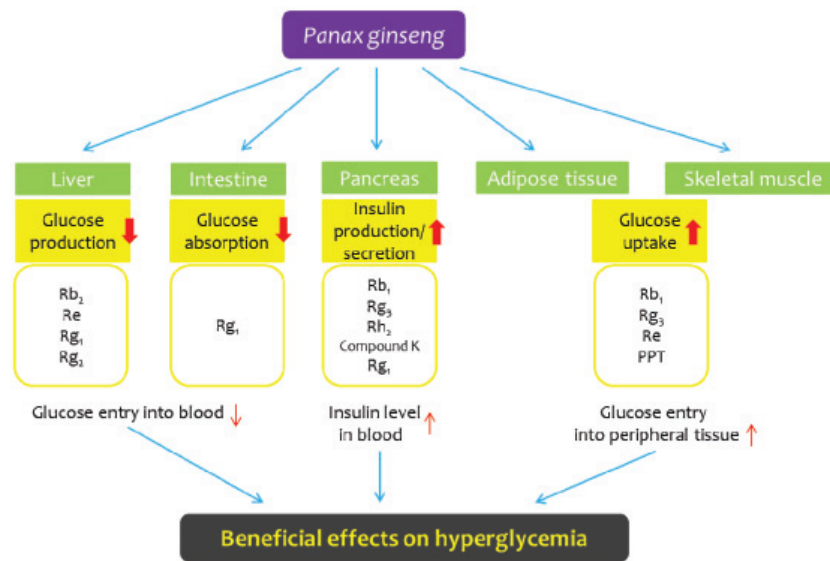 Panax ginseng
Liver
Intestine
Pancreas
Adipose tissue
Skeletal muscle
Glucose
production
Glucose
absorption
Insulin
production/
secretion
Glucose
uptake
Rb₂
Re
Rg₁
Rg₂
Rg₁
Rb₁
Rg₃
Rh₂
Compound K
Rg₁
Rb₁
Rg₃
Re
PPT
Glucose entry into blood ↓
Insulin level
in blood ↑
Glucose entry
into peripheral tissue ↑
Beneficial effects on hyperglycemia